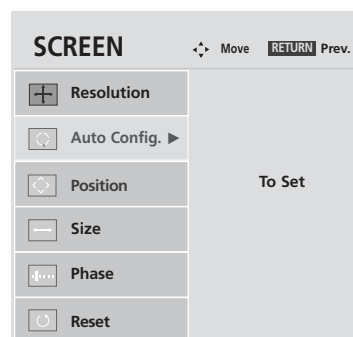 SCREEN Move RETURN Prev.
Resolution
Auto Config. ►
Position To Set
Size
Phase
Reset